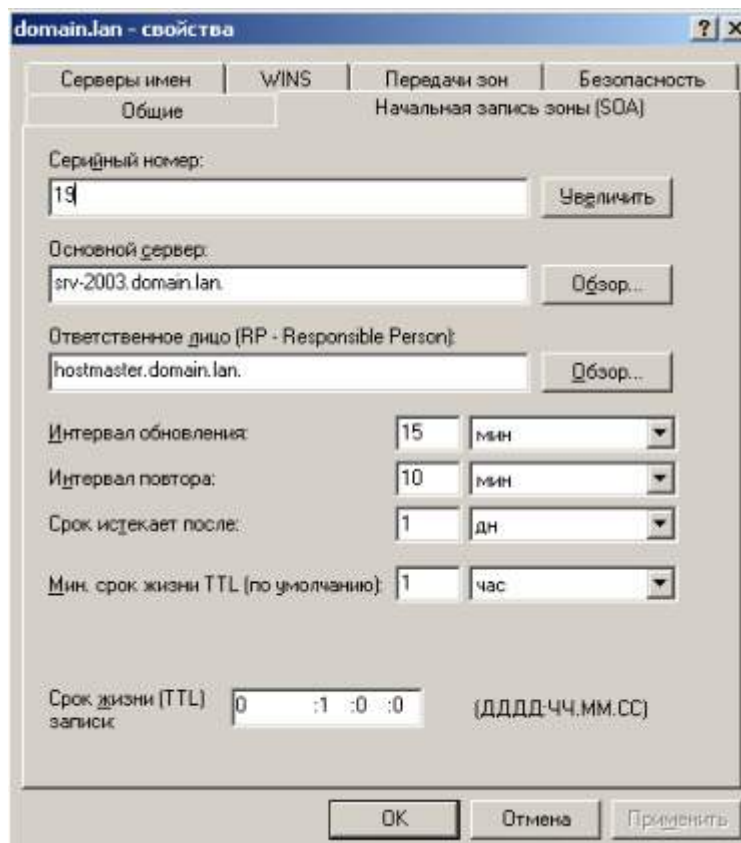 domain.lan - свойства
Серверы имен WINS Передачи зон Безопасность
Общие Начальная запись зоны (SOA)
Серийный номер:
19 Увеличить
Основной сервер:
srv-2003.domain.lan. Обзор...
Ответственное лицо (RP - Responsible Person):
hostmaster.domain.lan. Обзор...
Интервал обновления: 15 мин
Интервал повтора: 10 мин
Срок истекает после: 1 дн
Мин. срок жизни TTL (по умолчанию): 1 час
Срок жизни (TTL) 0 :1 :0 :0 (ДДДД:ЧЧ.ММ.СС)
записи:
OK Отмена Применить